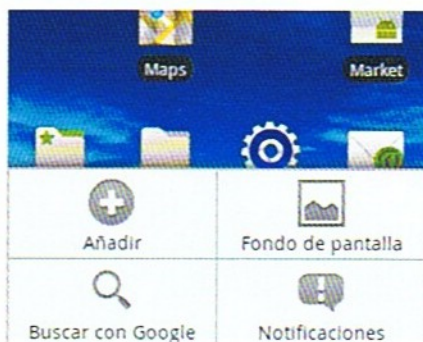 Maps
Market
Añadir
Fondo de pantalla
Buscar con Google
Notificaciones